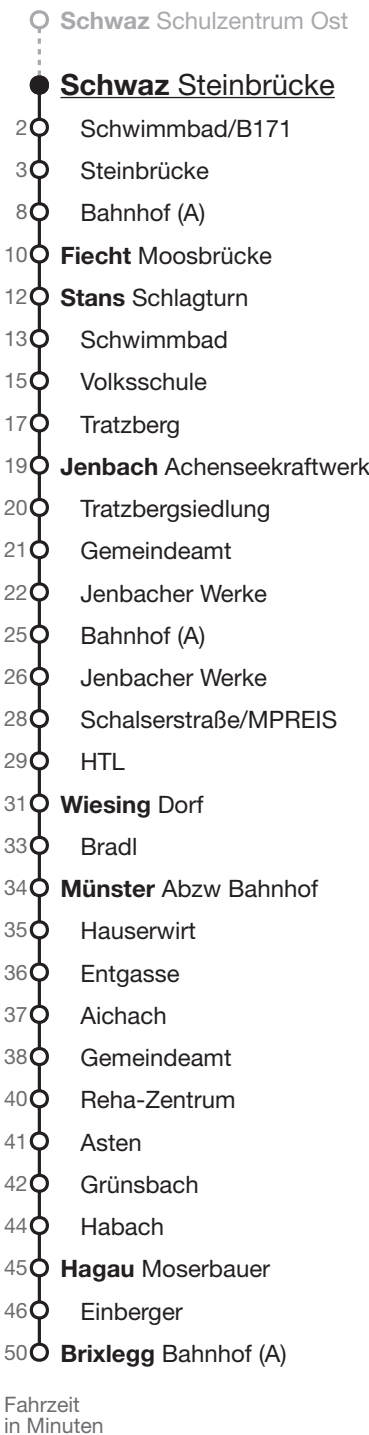 Schwaz Schulzentrum Ost
Schwaz Steinbrücke
2 Schwimmbad/B171
3 Steinbrücke
8 Bahnhof (A)
10 Fiecht Moosbrücke
12 Stans Schlagturn
13 Schwimmbad
15 Volksschule
17 Tratzberg
19 Jenbach Achenseekraftwerk
20 Tratzbergsiedlung
21 Gemeindeamt
22 Jenbacher Werke
25 Bahnhof (A)
26 Jenbacher Werke
28 Schalserstraße/MPREIS
29 HTL
31 Wiesing Dorf
33 Bradl
34 Münster Abzw Bahnhof
35 Hauserwirt
36 Entgasse
37 Aichach
38 Gemeindeamt
40 Reha-Zentrum
41 Asten
42 Grünsbach
44 Habach
45 Hagau Moserbauer
46 Einberger
50 Brixlegg Bahnhof (A)
Fahrzeit
in Minuten